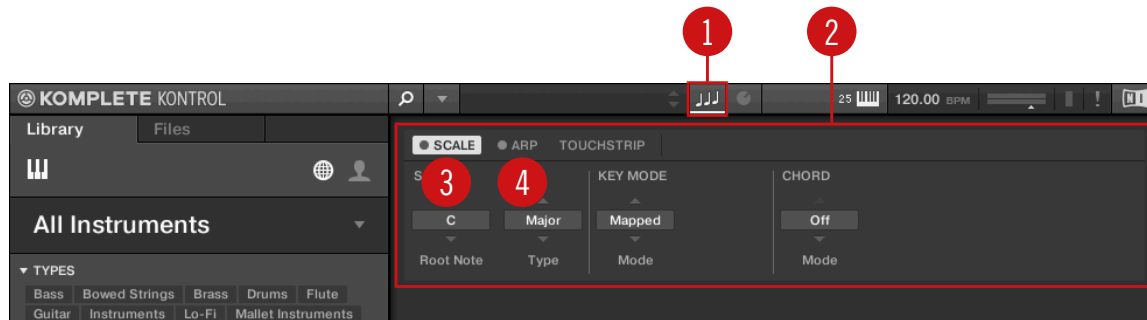 1 2
KOMPLETE KONTROL 25 120.00 BPM
Library Files
SCALE ARP TOUCHSTRIP
3 4 KEY MODE CHORD
All Instruments
C Major Mapped Off
Root Note Type Mode Mode
TYPES
Bass Bowed Strings Brass Drums Flute
Guitar Instruments Lo-Fi Mallet Instruments